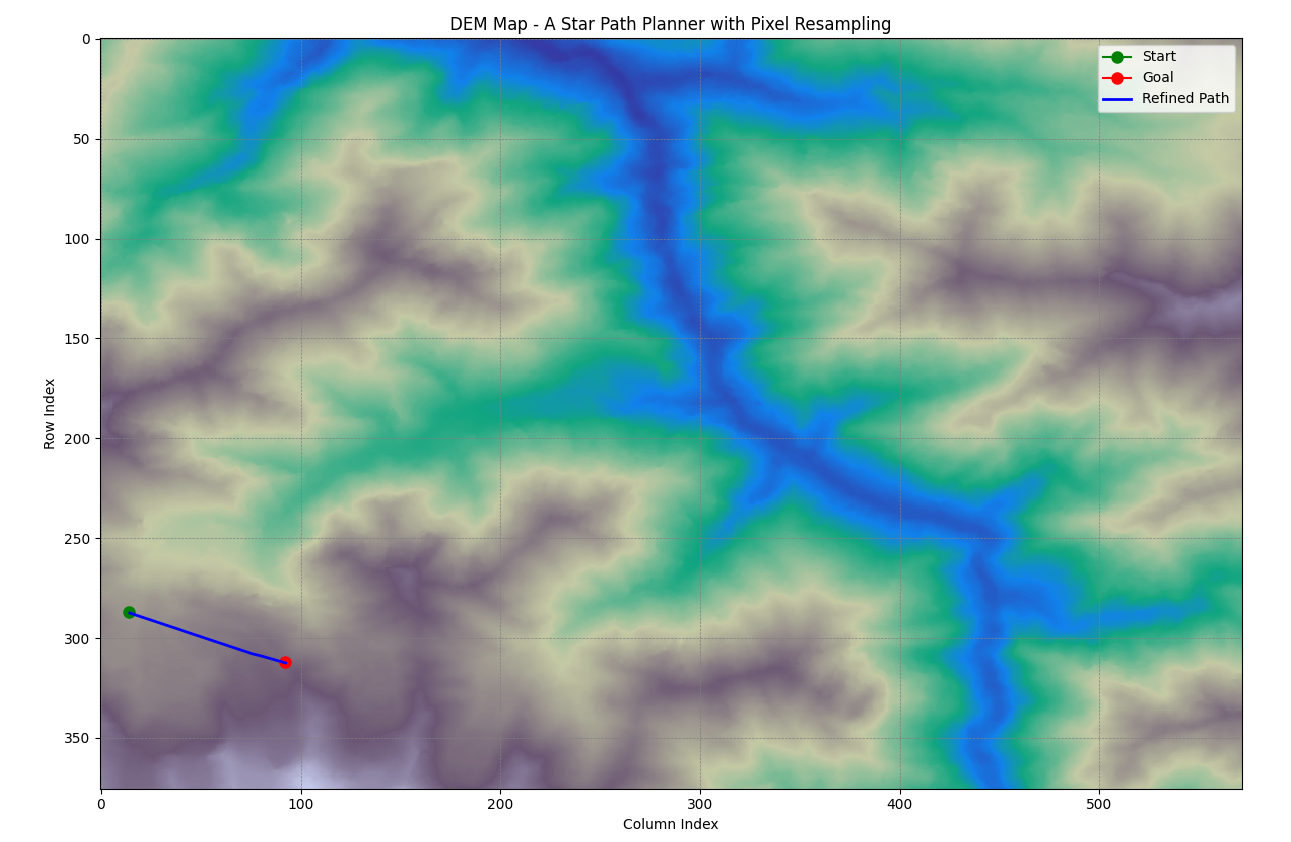 DEM Map - A Star Path Planner with Pixel Resampling
Start
Goal
Refined Path
0
50
100
150
200
250
300
350
Row Index
0
100
200
300
400
500
Column Index